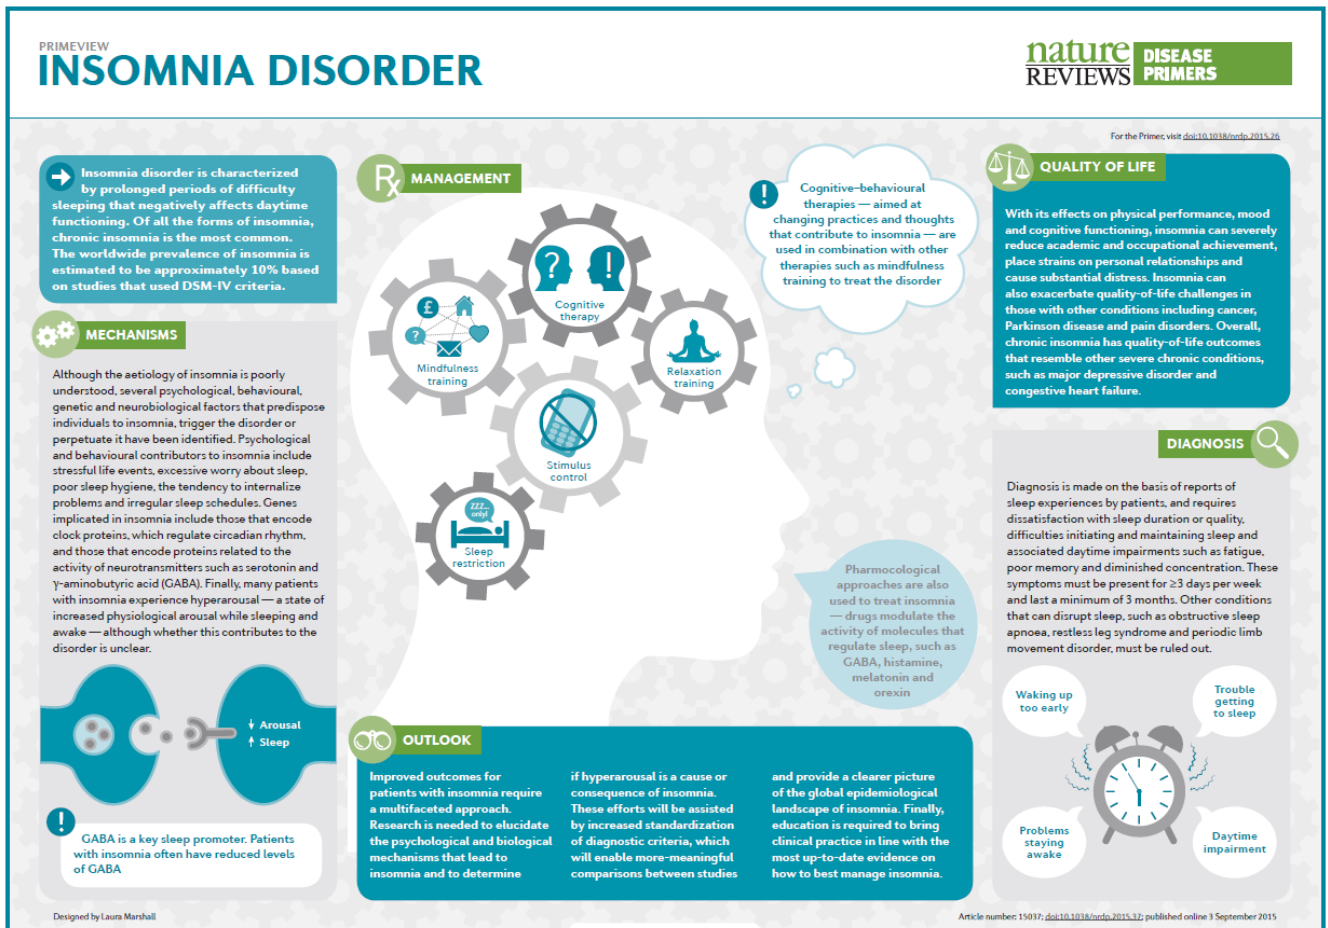 PRIMEVIEW
INSOMNIA DISORDER
nature
REVIEWS
DISEASE
PRIMERS
For the Primer, visit doi:10.1038/nrdp.2015.26
Insomnia disorder is characterized
by prolonged periods of difficulty
sleeping that negatively affects daytime
functioning. Of all the forms of insomnia,
chronic insomnia is the most common.
The worldwide prevalence of insomnia is
estimated to be approximately 10% based
on studies that used DSM-IV criteria.
MECHANISMS
Although the aetiology of insomnia is poorly
understood, several psychological, behavioural,
genetic and neurobiological factors that predispose
individuals to insomnia, trigger the disorder or
perpetuate it have been identified. Psychological
and behavioural contributors to insomnia include
stressful life events, excessive worry about sleep,
poor sleep hygiene, the tendency to internalize
problems and irregular sleep schedules. Genes
implicated in insomnia include those that encode
clock proteins, which regulate circadian rhythm,
and those that encode proteins related to the
activity of neurotransmitters such as serotonin and
γ-aminobutyric acid (GABA). Finally, many patients
with insomnia experience hyperarousal — a state of
increased physiological arousal while sleeping and
awake — although whether this contributes to the
disorder is unclear.
↓ Arousal
↑ Sleep
!
GABA is a key sleep promoter. Patients
with insomnia often have reduced levels
of GABA
Rx
MANAGEMENT
? !
Cognitive
therapy
£
?
Mindfulness
training
Relaxation
training
Stimulus
control
ZZZ...
only!
Sleep
restriction
!
Cognitive–behavioural
therapies — aimed at
changing practices and thoughts
that contribute to insomnia — are
used in combination with other
therapies such as mindfulness
training to treat the disorder
Pharmocological
approaches are also
used to treat insomnia
— drugs modulate the
activity of molecules that
regulate sleep, such as
GABA, histamine,
melatonin and
orexin
OUTLOOK
Improved outcomes for
patients with insomnia require
a multifaceted approach.
Research is needed to elucidate
the psychological and biological
mechanisms that lead to
insomnia and to determine
if hyperarousal is a cause or
consequence of insomnia.
These efforts will be assisted
by increased standardization
of diagnostic criteria, which
will enable more-meaningful
comparisons between studies
and provide a clearer picture
of the global epidemiological
landscape of insomnia. Finally,
education is required to bring
clinical practice in line with the
most up-to-date evidence on
how to best manage insomnia.
QUALITY OF LIFE
With its effects on physical performance, mood
and cognitive functioning, insomnia can severely
reduce academic and occupational achievement,
place strains on personal relationships and
cause substantial distress. Insomnia can
also exacerbate quality-of-life challenges in
those with other conditions including cancer,
Parkinson disease and pain disorders. Overall,
chronic insomnia has quality-of-life outcomes
that resemble other severe chronic conditions,
such as major depressive disorder and
congestive heart failure.
DIAGNOSIS
Diagnosis is made on the basis of reports of
sleep experiences by patients, and requires
dissatisfaction with sleep duration or quality,
difficulties initiating and maintaining sleep and
associated daytime impairments such as fatigue,
poor memory and diminished concentration. These
symptoms must be present for ≥3 days per week
and last a minimum of 3 months. Other conditions
that can disrupt sleep, such as obstructive sleep
apnoea, restless leg syndrome and periodic limb
movement disorder, must be ruled out.
Waking up
too early
Trouble
getting
to sleep
Problems
staying
awake
Daytime
impairment
Designed by Laura Marshall
Article number: 15037; doi:10.1038/nrdp.2015.37; published online 3 September 2015